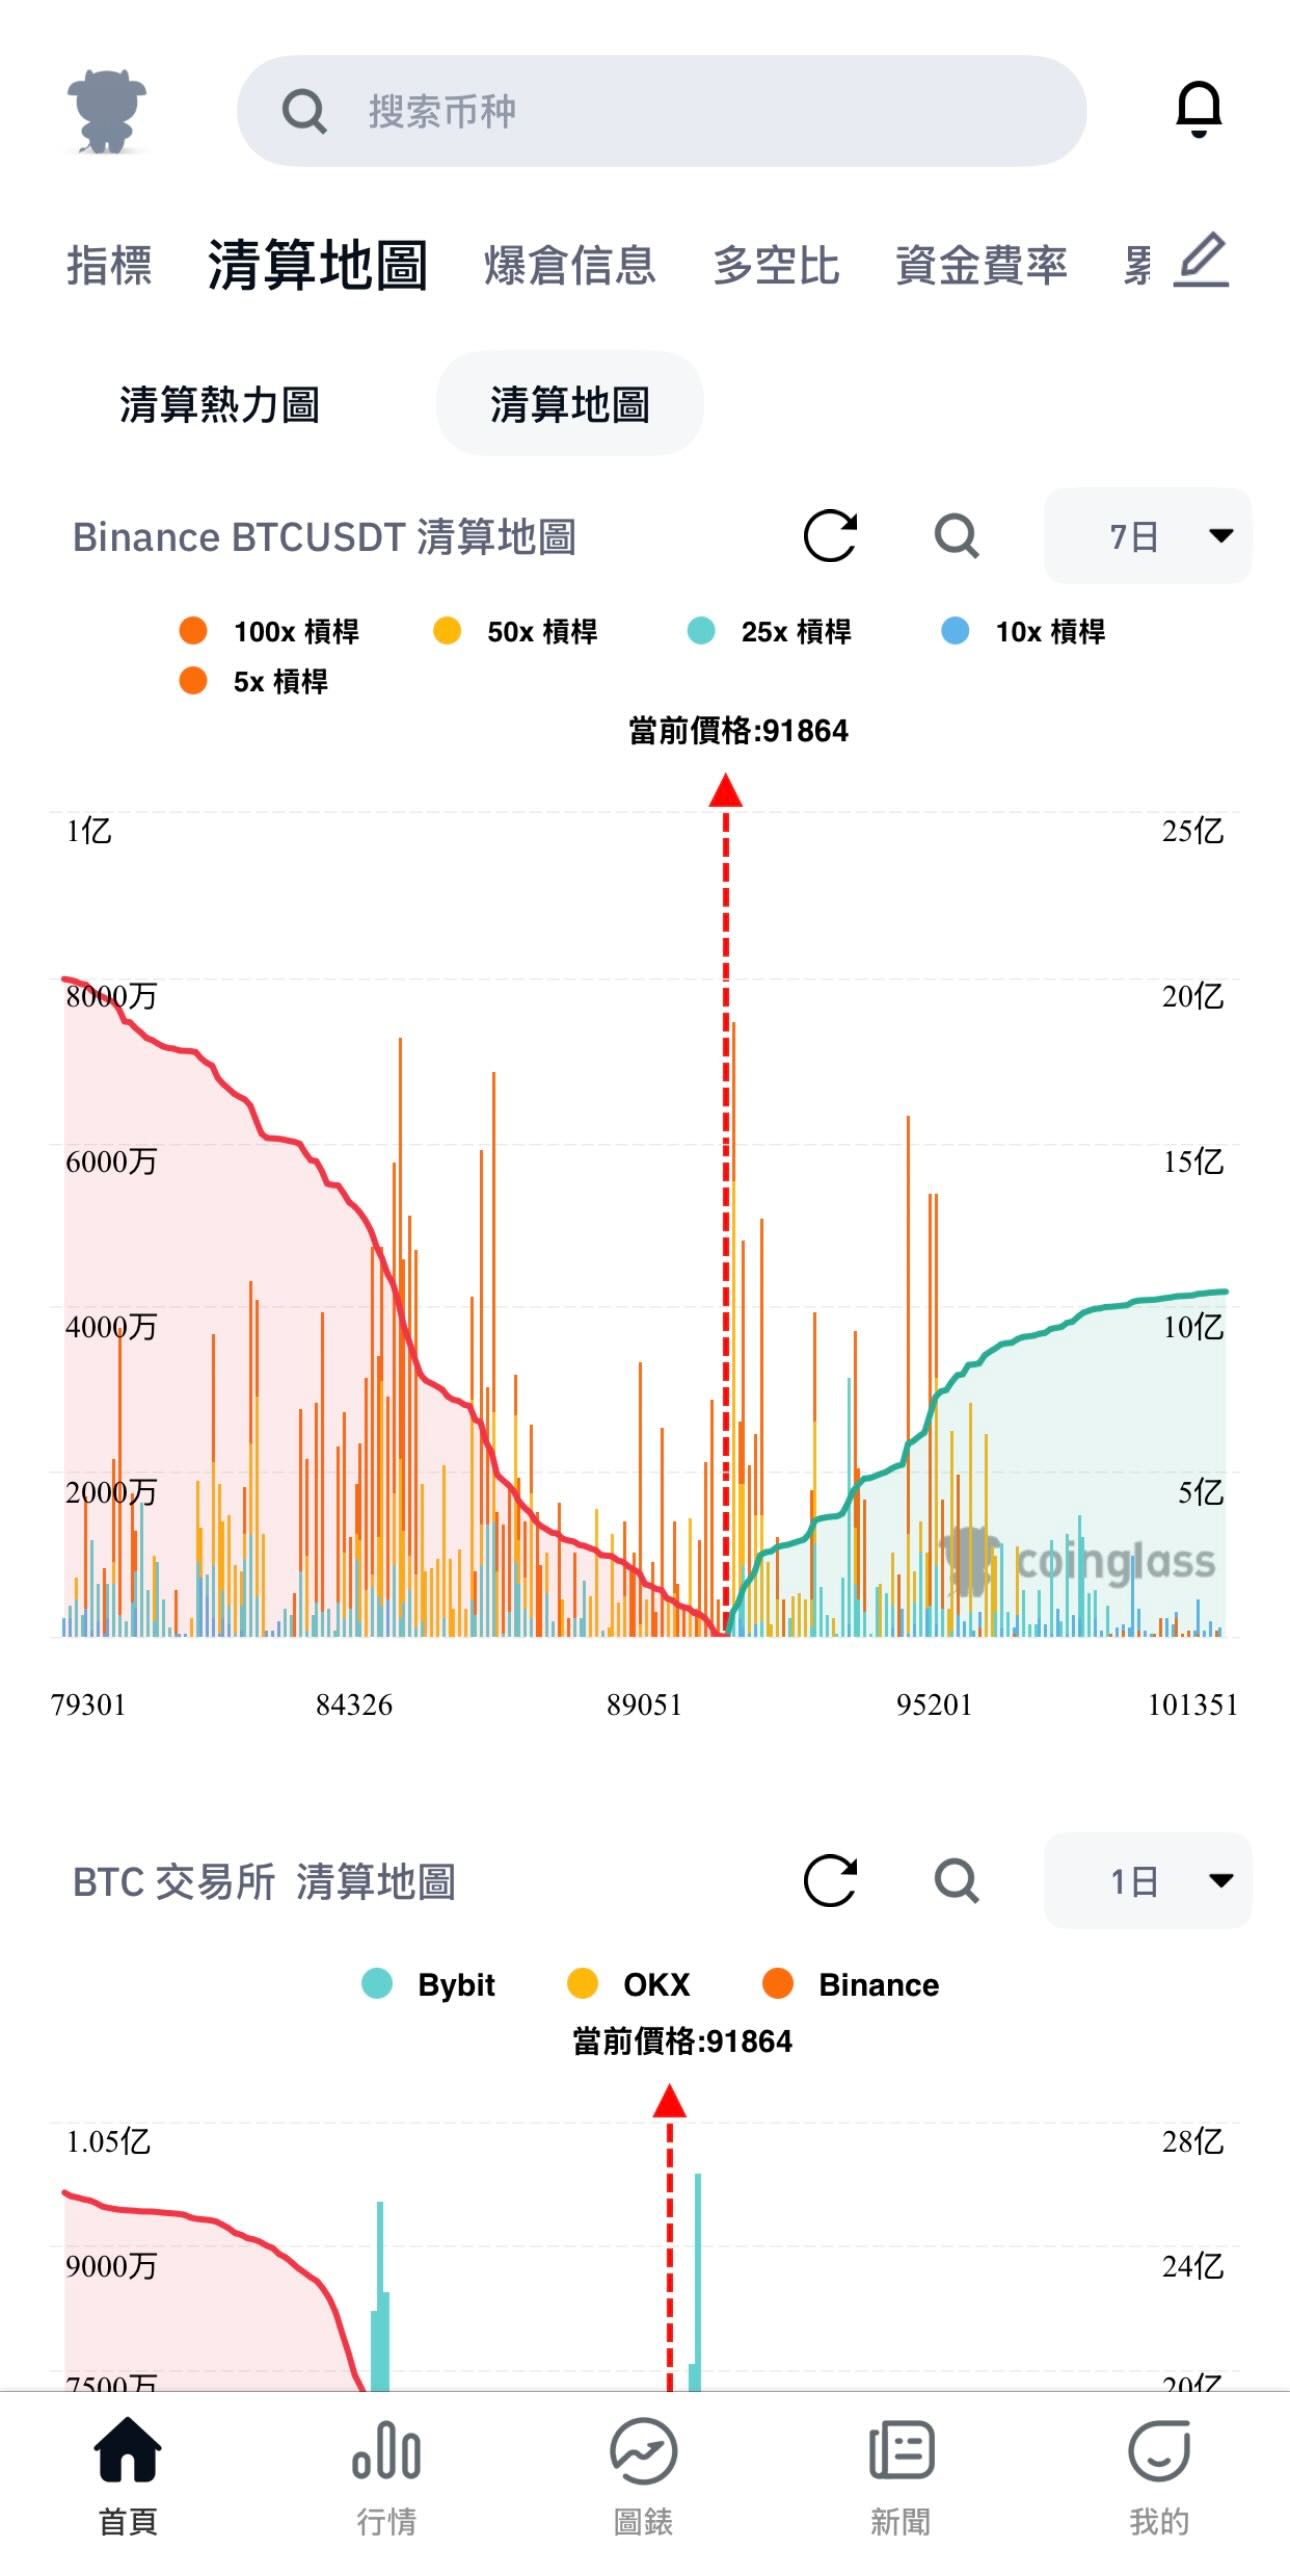 搜索币种
指標 清算地圖 爆倉信息 多空比 資金費率
清算熱力圖 清算地圖
Binance BTCUSDT 清算地圖 7日
100x 槓桿 50x 槓桿 25x 槓桿 10x 槓桿
5x 槓桿
當前價格:91864
1亿 25亿
8000万 20亿
6000万 15亿
4000万 10亿
2000万 5亿
coinglass
79301 84326 89051 95201 101351
BTC 交易所 清算地圖 1日
Bybit OKX Binance
當前價格:91864
1.05亿 28亿
9000万 24亿
7500万 20亿
首頁 行情 圖錶 新聞 我的